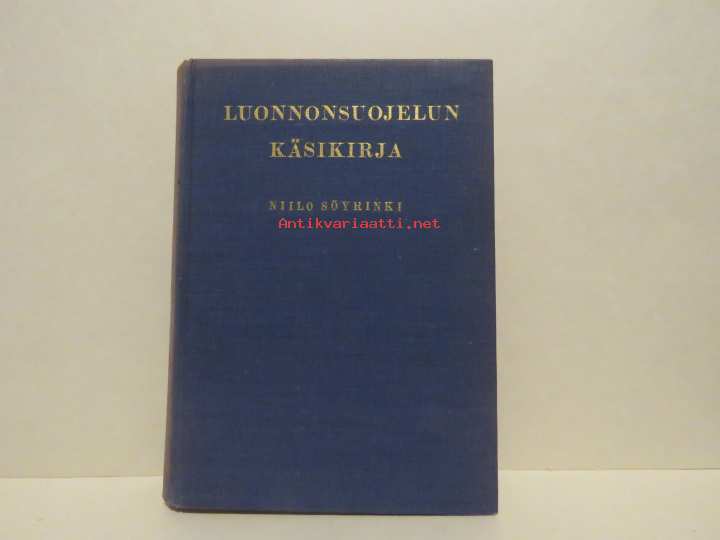 LUONNONSUOJELUN
KÄSIKIRJA
NIILO SÖYRINKI
Antikvariaatti.net